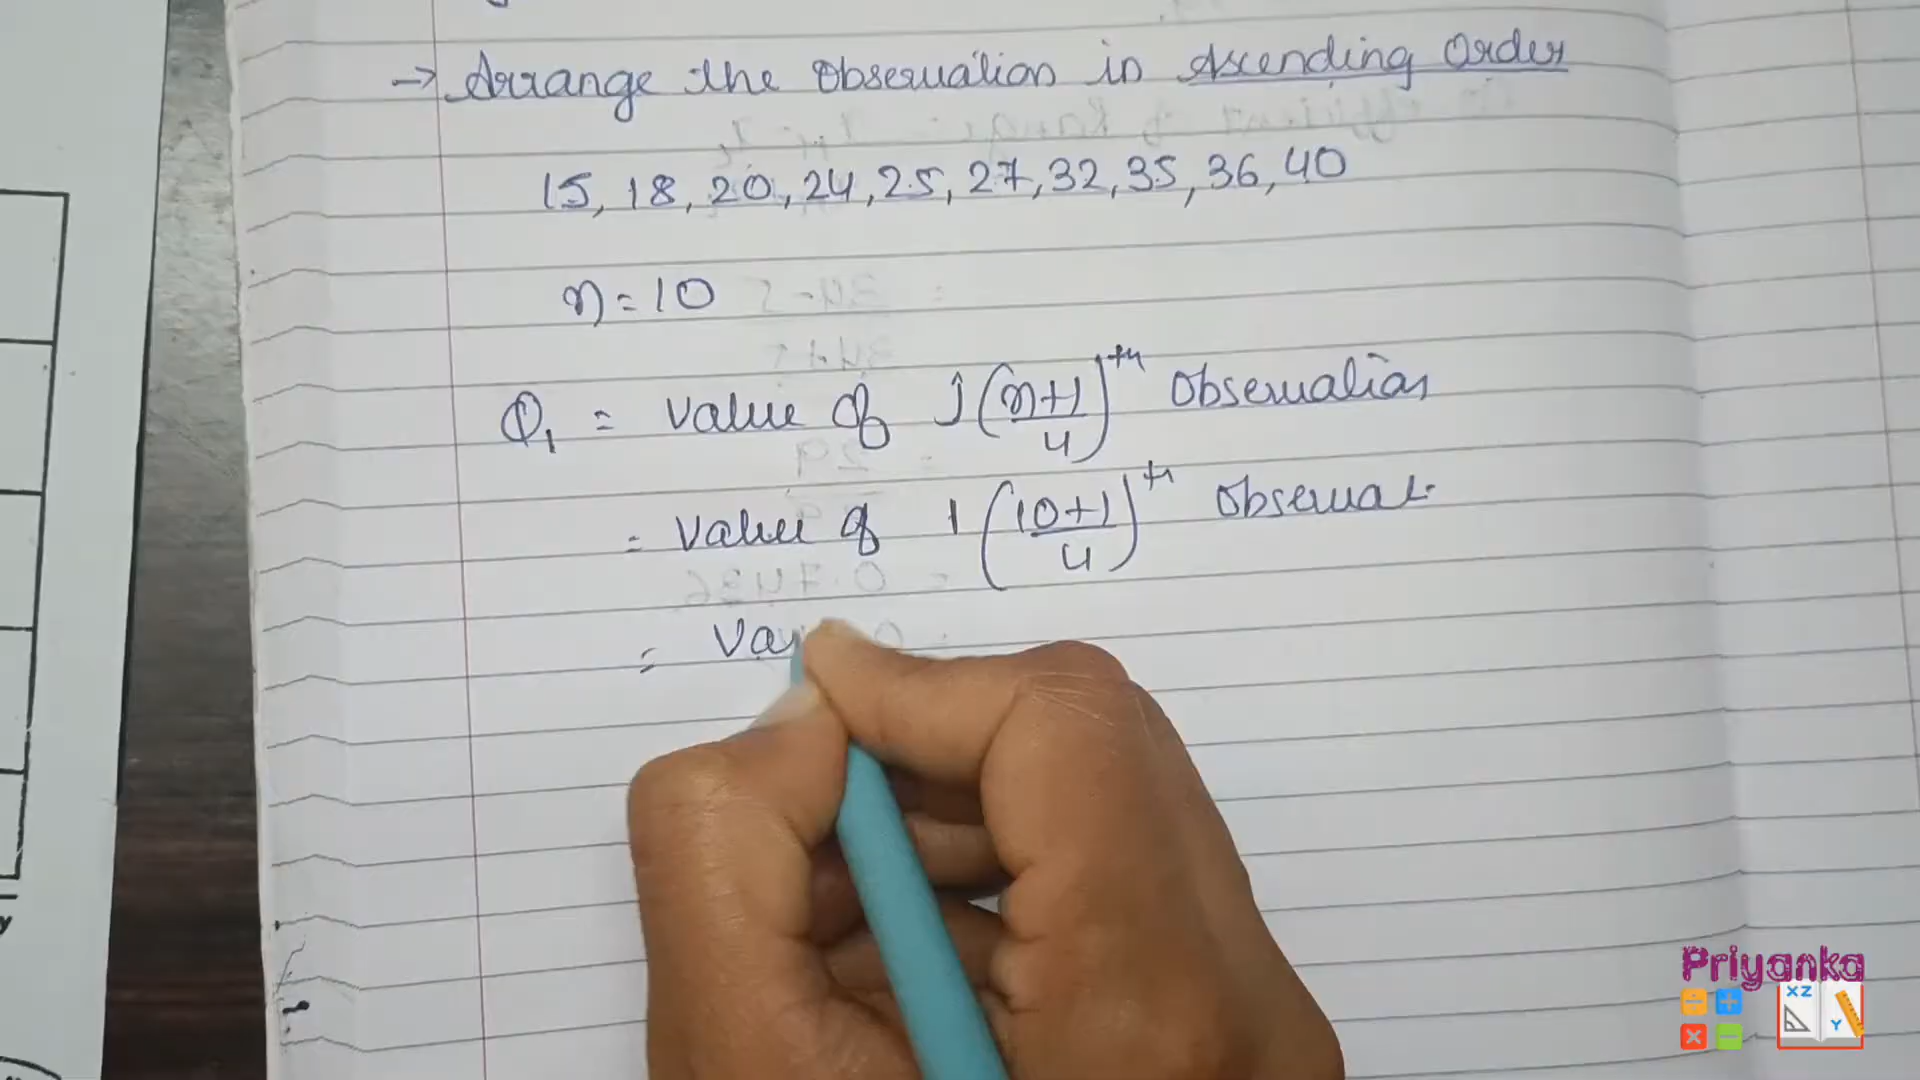 → Arrange the Observation in Ascending Order
15, 18, 20, 24, 25, 27, 32, 35, 36, 40
n = 10
Q₁ = value of j(n+1/4)ᵗʰ Observation
= value of 1(10+1/4)ᵗʰ Observat.
= Va
Priyanka
XZ
Y